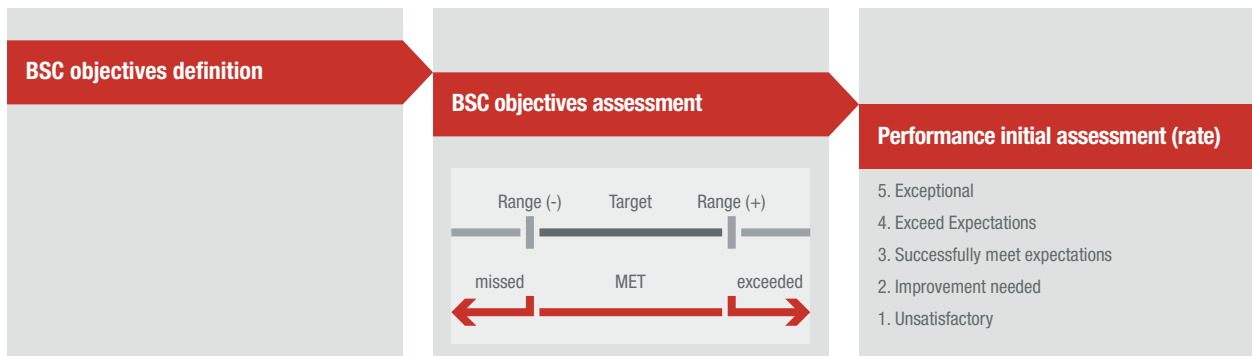 BSC objectives definition
BSC objectives assessment
Range (-) Target Range (+)
missed MET exceeded
Performance initial assessment (rate)
5. Exceptional
4. Exceed Expectations
3. Successfully meet expectations
2. Improvement needed
1. Unsatisfactory